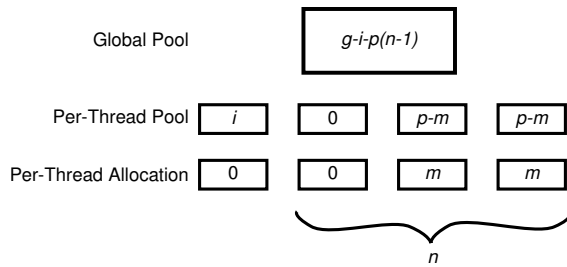 Global Pool g-i-p(n-1)
Per-Thread Pool i 0 p-m p-m
Per-Thread Allocation 0 0 m m
n